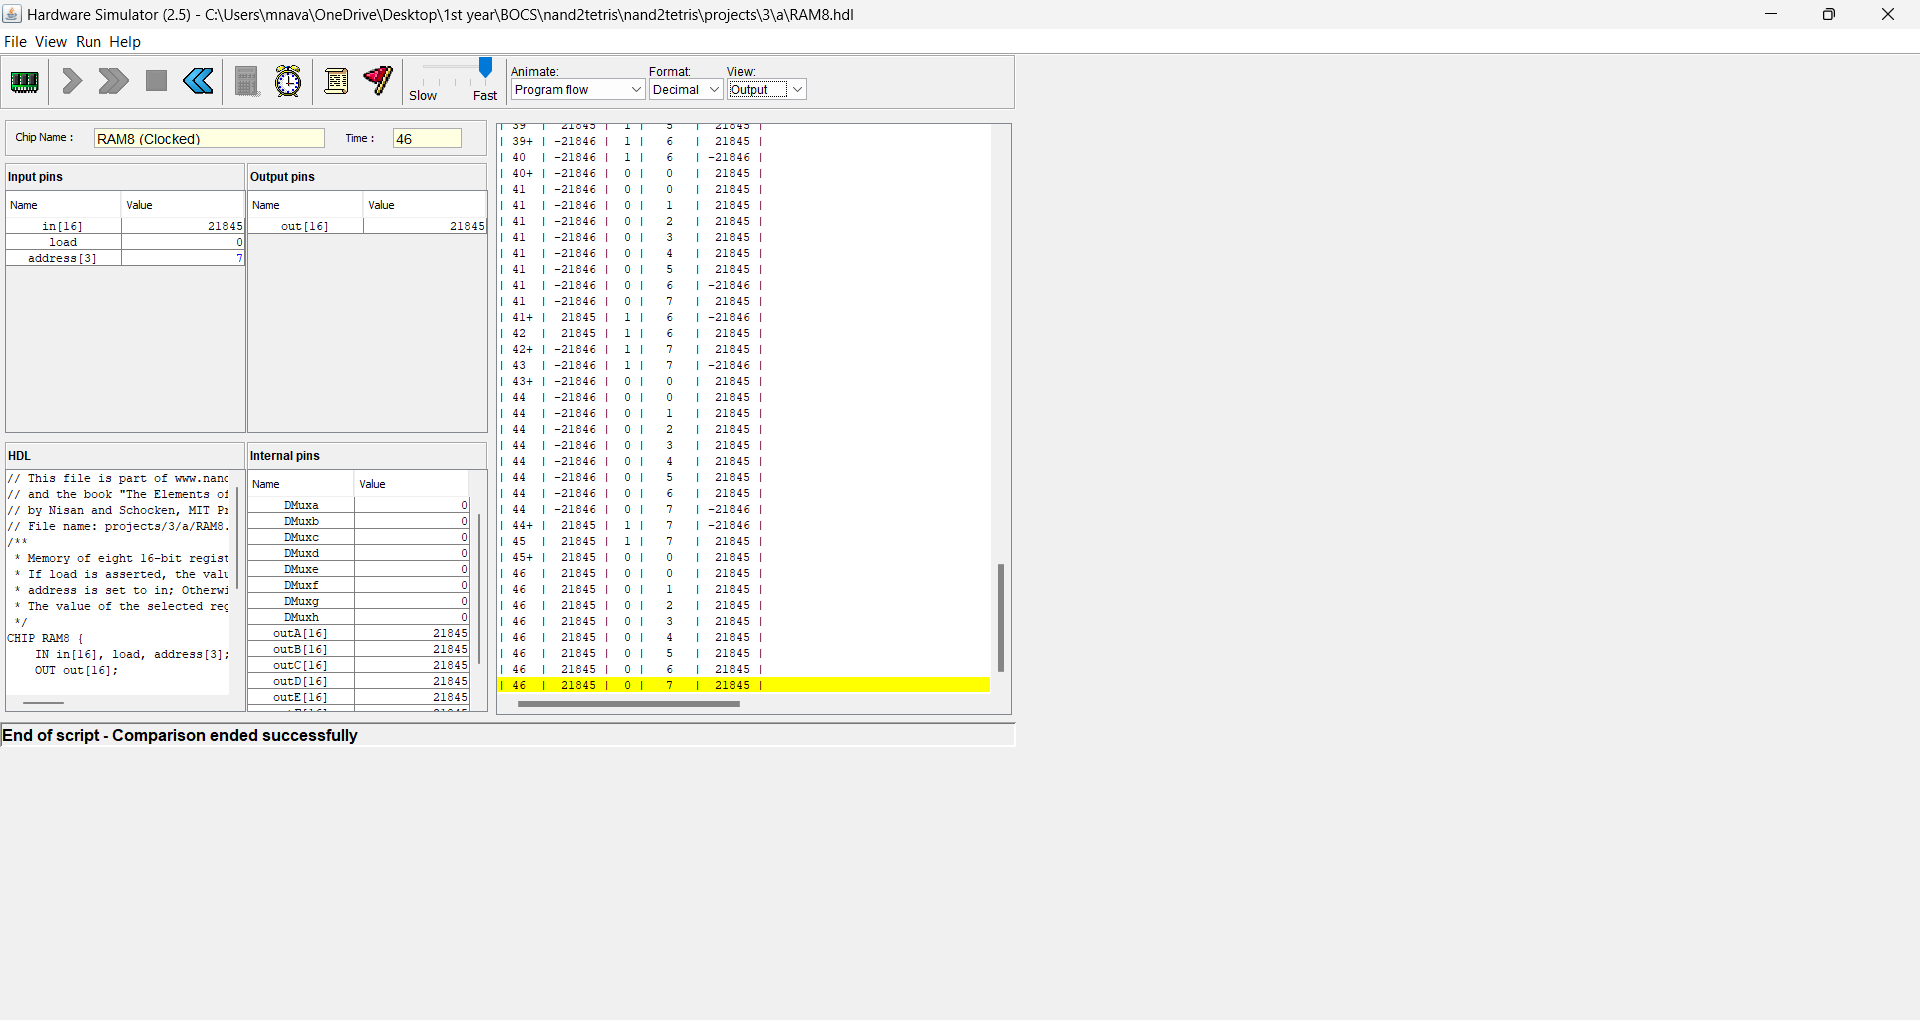 Hardware Simulator (2.5) - C:\Users\mnava\OneDrive\Desktop\1st year\BOCS\nand2tetris\nand2tetris\projects\3\a\RAM8.hdl
File View Run Help
Slow Fast
Animate: Format: View:
Program flow Decimal Output
Chip Name : RAM8 (Clocked) Time : 46
Input pins
Name Value
in[16] 21845
load 0
address[3] 7
Output pins
Name Value
out[16] 21845
HDL
// This file is part of www.nand
// and the book "The Elements of
// by Nisan and Schocken, MIT Pr
// File name: projects/3/a/RAM8.
/**
* Memory of eight 16-bit regist
* If load is asserted, the valu
* address is set to in; Otherwi
* The value of the selected reg
*/
CHIP RAM8 {
IN in[16], load, address[3];
OUT out[16];
Internal pins
Name Value
DMuxa 0
DMuxb 0
DMuxc 0
DMuxd 0
DMuxe 0
DMuxf 0
DMuxg 0
DMuxh 0
outA[16] 21845
outB[16] 21845
outC[16] 21845
outD[16] 21845
outE[16] 21845
| 39 | 21845 | 1 | 5 | 21845 |
| 39+ | -21846 | 1 | 6 | 21845 |
| 40 | -21846 | 1 | 6 | -21846 |
| 40+ | -21846 | 0 | 0 | 21845 |
| 41 | -21846 | 0 | 0 | 21845 |
| 41 | -21846 | 0 | 1 | 21845 |
| 41 | -21846 | 0 | 2 | 21845 |
| 41 | -21846 | 0 | 3 | 21845 |
| 41 | -21846 | 0 | 4 | 21845 |
| 41 | -21846 | 0 | 5 | 21845 |
| 41 | -21846 | 0 | 6 | -21846 |
| 41 | -21846 | 0 | 7 | 21845 |
| 41+ | 21845 | 1 | 6 | -21846 |
| 42 | 21845 | 1 | 6 | 21845 |
| 42+ | -21846 | 1 | 7 | 21845 |
| 43 | -21846 | 1 | 7 | -21846 |
| 43+ | -21846 | 0 | 0 | 21845 |
| 44 | -21846 | 0 | 0 | 21845 |
| 44 | -21846 | 0 | 1 | 21845 |
| 44 | -21846 | 0 | 2 | 21845 |
| 44 | -21846 | 0 | 3 | 21845 |
| 44 | -21846 | 0 | 4 | 21845 |
| 44 | -21846 | 0 | 5 | 21845 |
| 44 | -21846 | 0 | 6 | 21845 |
| 44 | -21846 | 0 | 7 | -21846 |
| 44+ | 21845 | 1 | 7 | -21846 |
| 45 | 21845 | 1 | 7 | 21845 |
| 45+ | 21845 | 0 | 0 | 21845 |
| 46 | 21845 | 0 | 0 | 21845 |
| 46 | 21845 | 0 | 1 | 21845 |
| 46 | 21845 | 0 | 2 | 21845 |
| 46 | 21845 | 0 | 3 | 21845 |
| 46 | 21845 | 0 | 4 | 21845 |
| 46 | 21845 | 0 | 5 | 21845 |
| 46 | 21845 | 0 | 6 | 21845 |
| 46 | 21845 | 0 | 7 | 21845 |
End of script - Comparison ended successfully